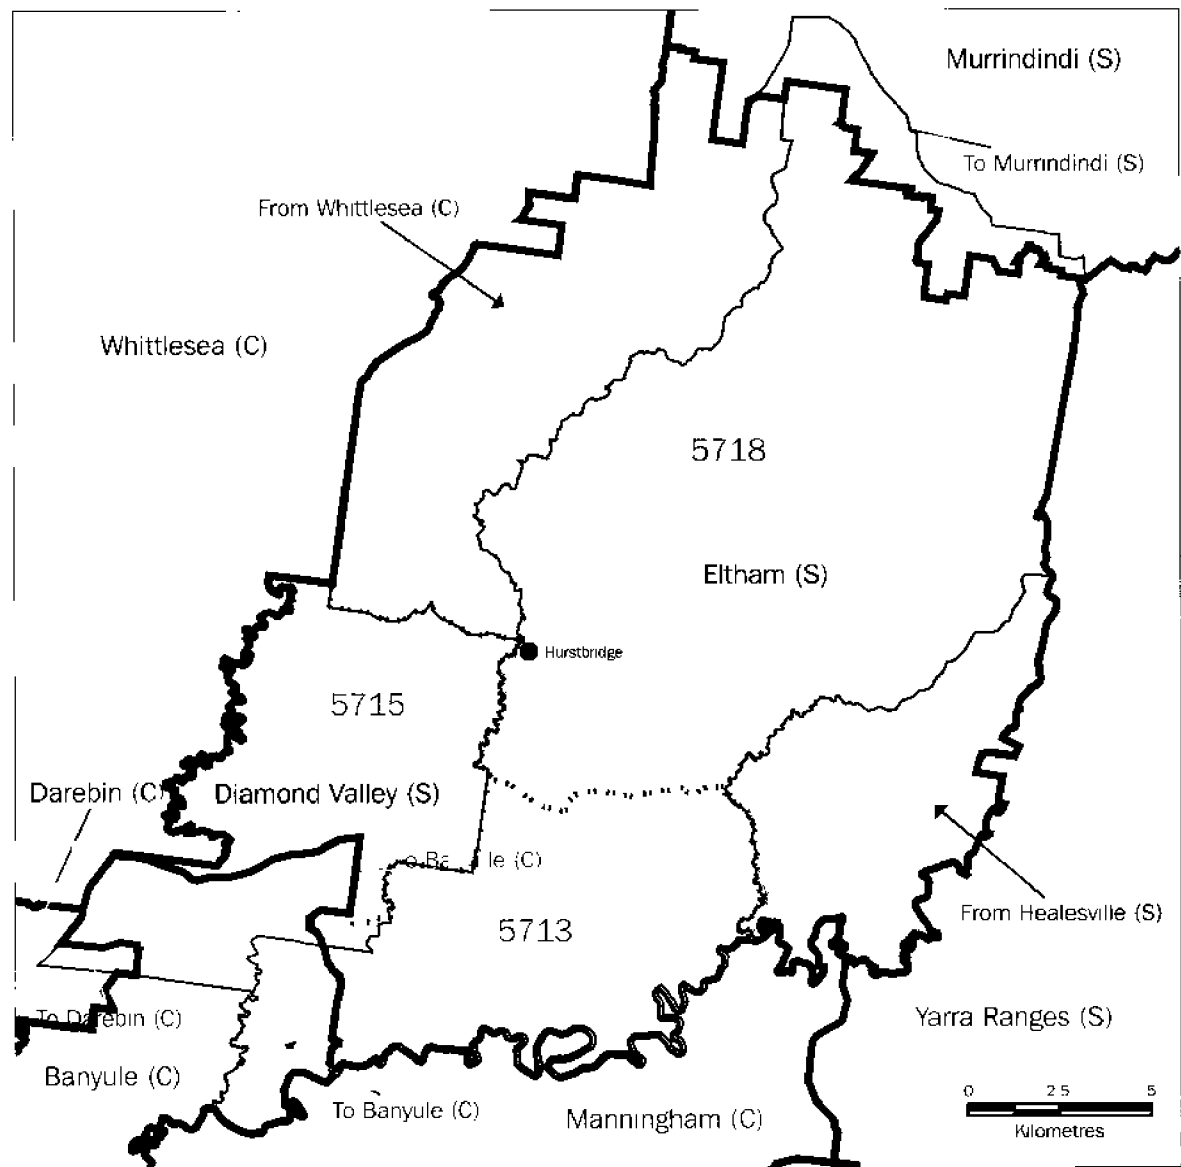 Murrindindi (S)
To Murrindindi (S)
From Whittlesea (C)
Whittlesea (C)
5718
Eltham (S)
Hurstbridge
5715
Darebin (C)
Diamond Valley (S)
le (C)
From Healesville (S)
5713
To Darebin (C)
Yarra Ranges (S)
Banyule (C)
To Banyule (C)
Manningham (C)
0 2 5 5
Kilometres